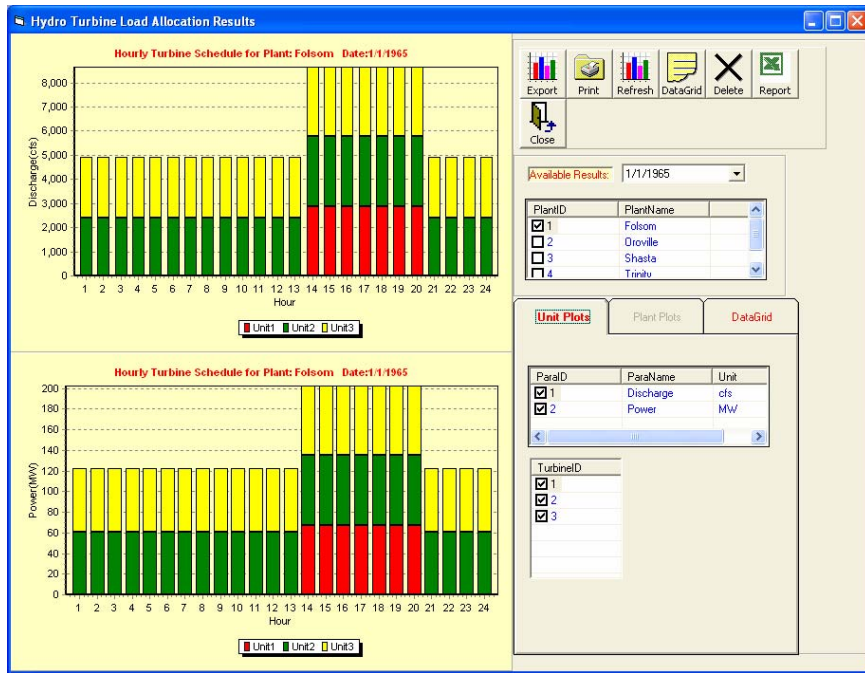 Hydro Turbine Load Allocation Results
Hourly Turbine Schedule for Plant: Folsom Date:1/1/1965
Discharge(cfs)
8,000
7,000
6,000
5,000
4,000
3,000
2,000
1,000
0
1 2 3 4 5 6 7 8 9 10 11 12 13 14 15 16 17 18 19 20 21 22 23 24
Hour
Unit1 Unit2 Unit3
Hourly Turbine Schedule for Plant: Folsom Date:1/1/1965
Power(MW)
200
180
160
140
120
100
80
60
40
20
0
1 2 3 4 5 6 7 8 9 10 11 12 13 14 15 16 17 18 19 20 21 22 23 24
Hour
Unit1 Unit2 Unit3
Export Print Refresh DataGrid Delete Report
Close
Available Results: 1/1/1965
PlantID PlantName
1 Folsom
2 Oroville
3 Shasta
4 Trinity
Unit Plots Plant Plots DataGrid
ParaID ParaName Unit
1 Discharge cfs
2 Power MW
TurbineID
1
2
3